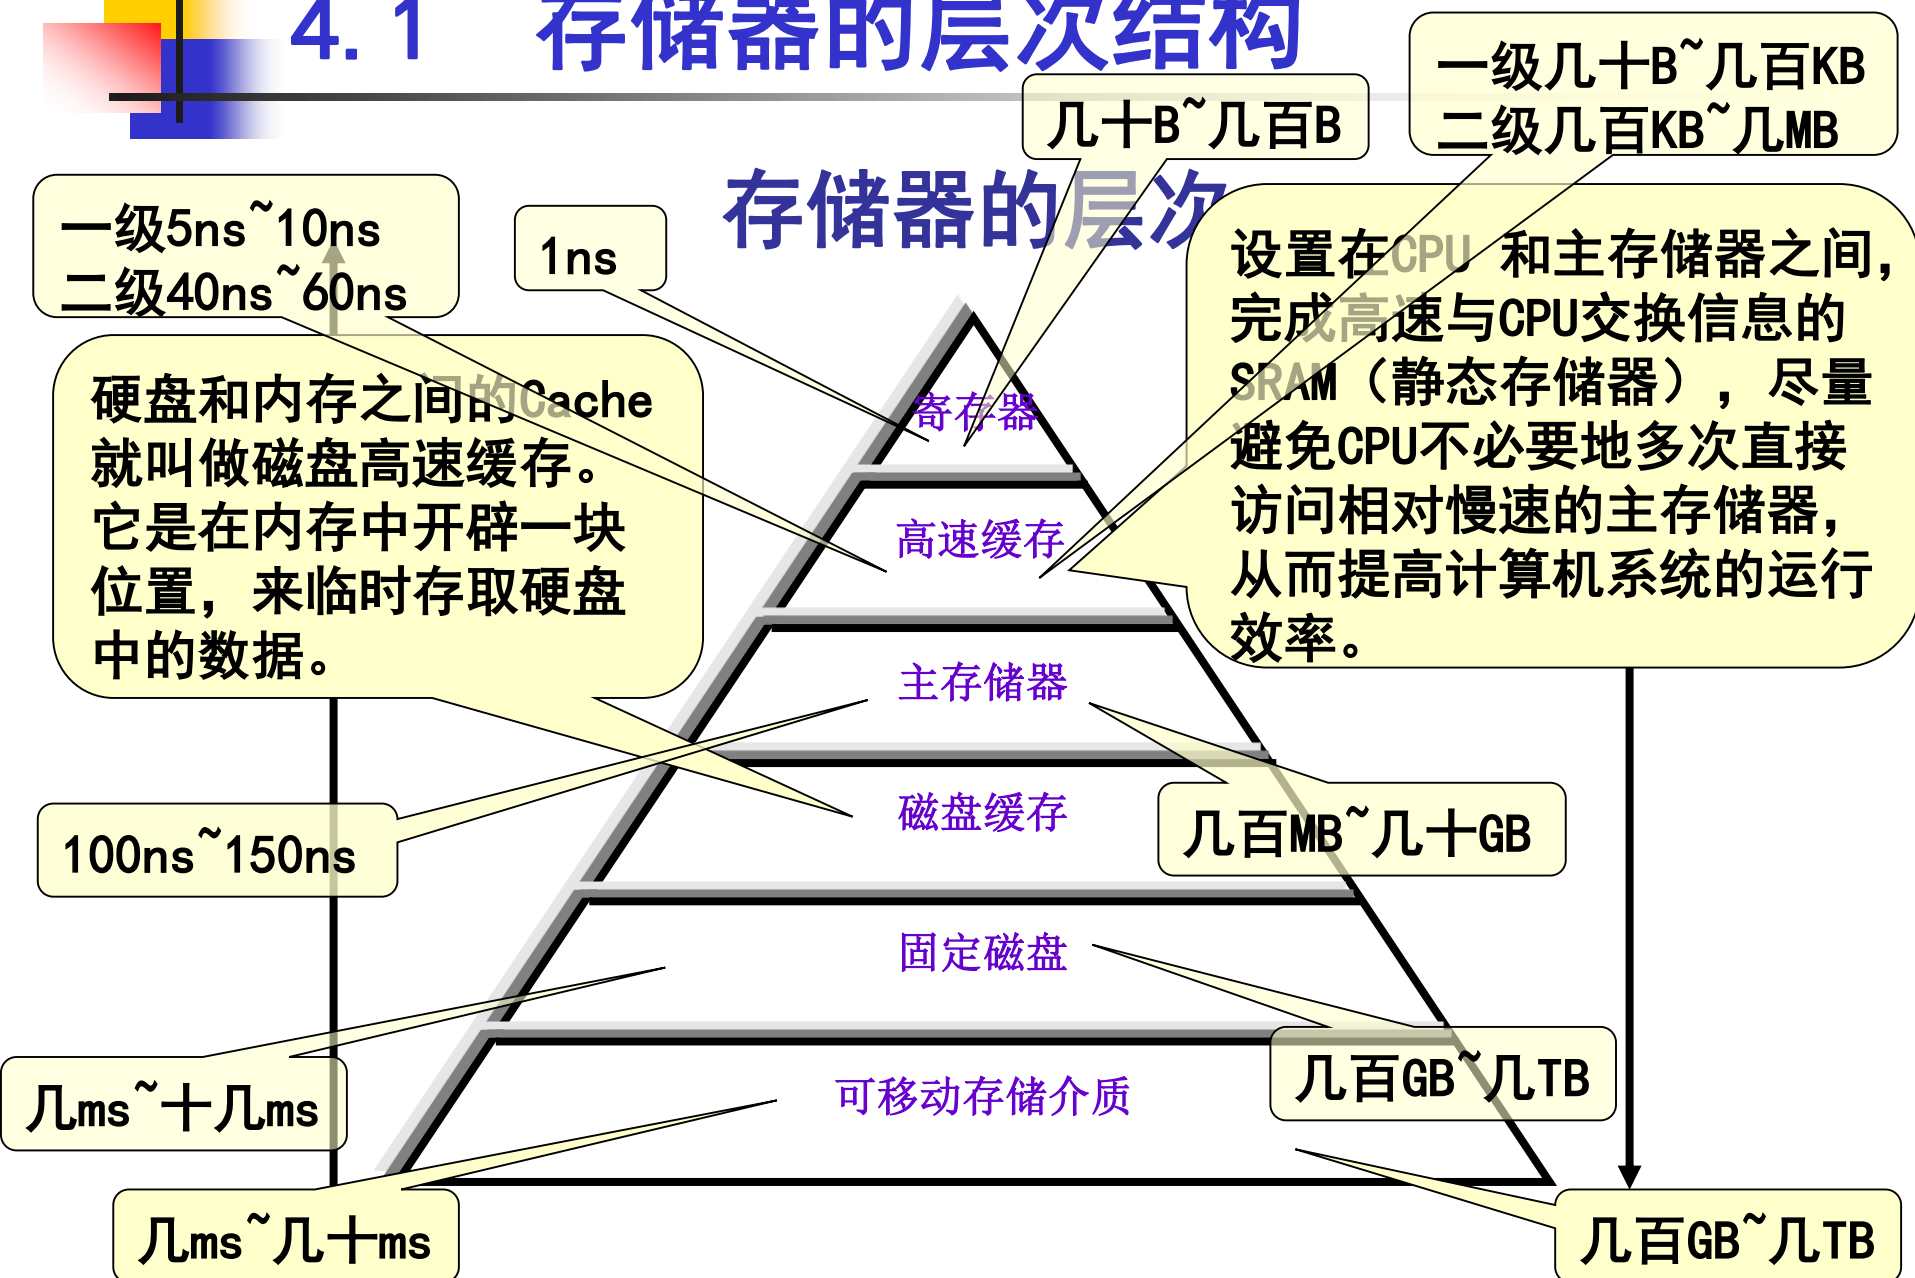 4.1 存储器的层次结构
一级几十B~几百KB
二级几百KB~几MB
几十B~几百B
存储器的层次
一级5ns~10ns
二级40ns~60ns
1ns
设置在CPU 和主存储器之间,
完成高速与CPU交换信息的
SRAM（静态存储器），尽量
避免CPU不必要地多次直接
访问相对慢速的主存储器,
从而提高计算机系统的运行
效率。
硬盘和内存之间的Cache
就叫做磁盘高速缓存。
它是在内存中开辟一块
位置，来临时存取硬盘
中的数据。
寄存器
高速缓存
主存储器
磁盘缓存
100ns~150ns
几百MB~几十GB
固定磁盘
几ms~十几ms
几百GB~几TB
可移动存储介质
几ms~几十ms
几百GB~几TB